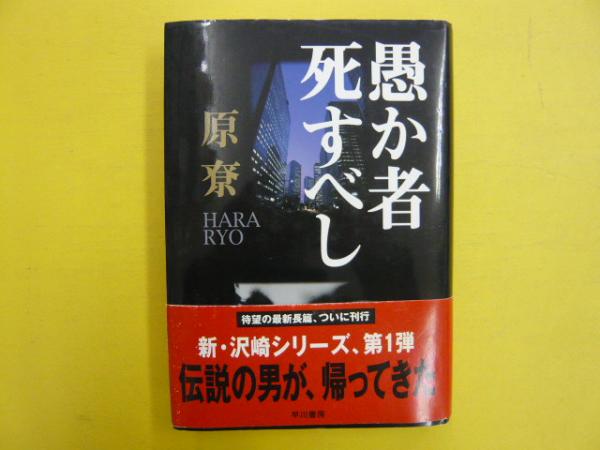 愚か者
死すべし
原尞
HARA
RYO
待望の最新長篇、ついに刊行
新・沢崎シリーズ、第1弾
伝説の男が、帰ってきた
早川書房